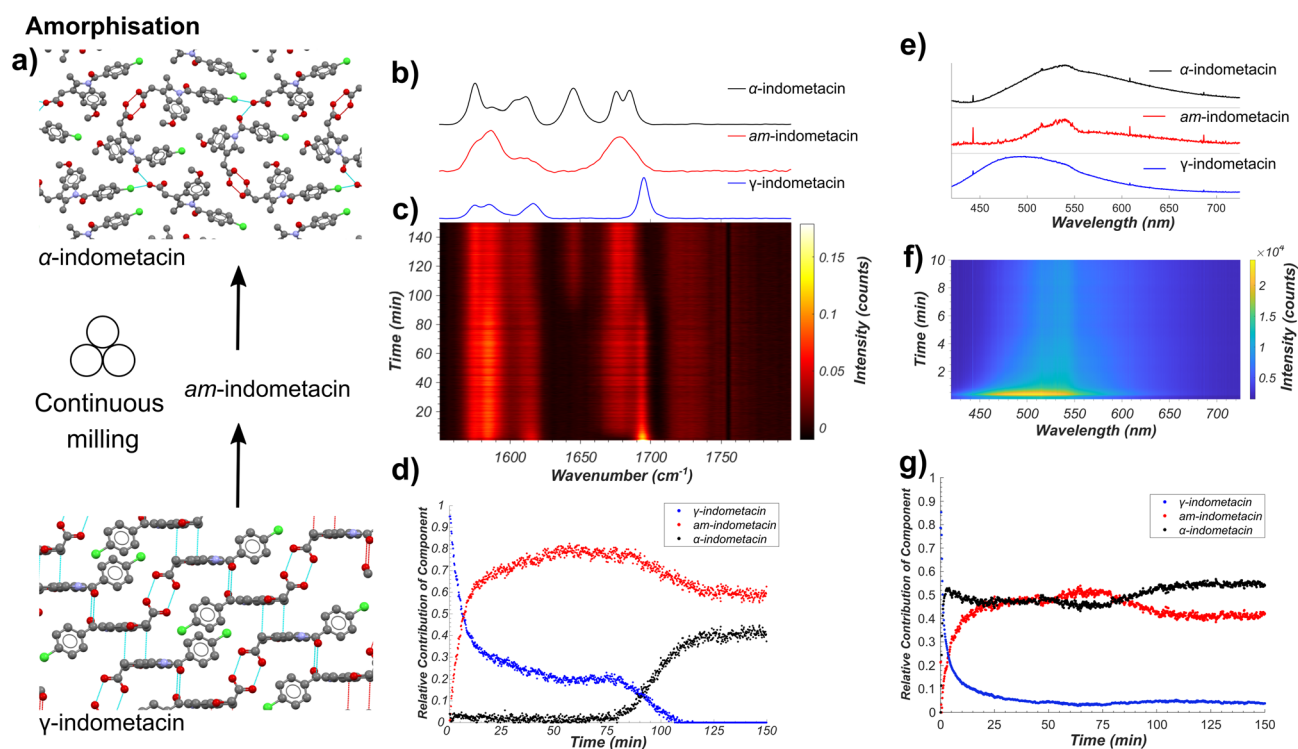 Amorphisation
a)
α-indometacin
Continuous
milling
am-indometacin
γ-indometacin
b)
α-indometacin
am-indometacin
γ-indometacin
c)
140
120
100
80
60
40
20
Time (min)
1600
1650
1700
1750
Wavenumber (cm-1)
0.15
0.1
0.05
0
Intensity (counts)
d)
1
0.9
0.8
0.7
0.6
0.5
0.4
0.3
0.2
0.1
0
Relative Contribution of Component
γ-indometacin
am-indometacin
α-indometacin
0
25
50
75
100
125
150
Time (min)
e)
α-indometacin
am-indometacin
γ-indometacin
450
500
550
600
650
700
Wavelength (nm)
f)
10
8
6
4
2
Time (min)
450
500
550
600
650
700
Wavelength (nm)
×10^4
2
1.5
1
0.5
Intensity (counts)
g)
1
0.9
0.8
0.7
0.6
0.5
0.4
0.3
0.2
0.1
0
Relative Contribution of Component
γ-indometacin
am-indometacin
α-indometacin
0
25
50
75
100
125
150
Time (min)